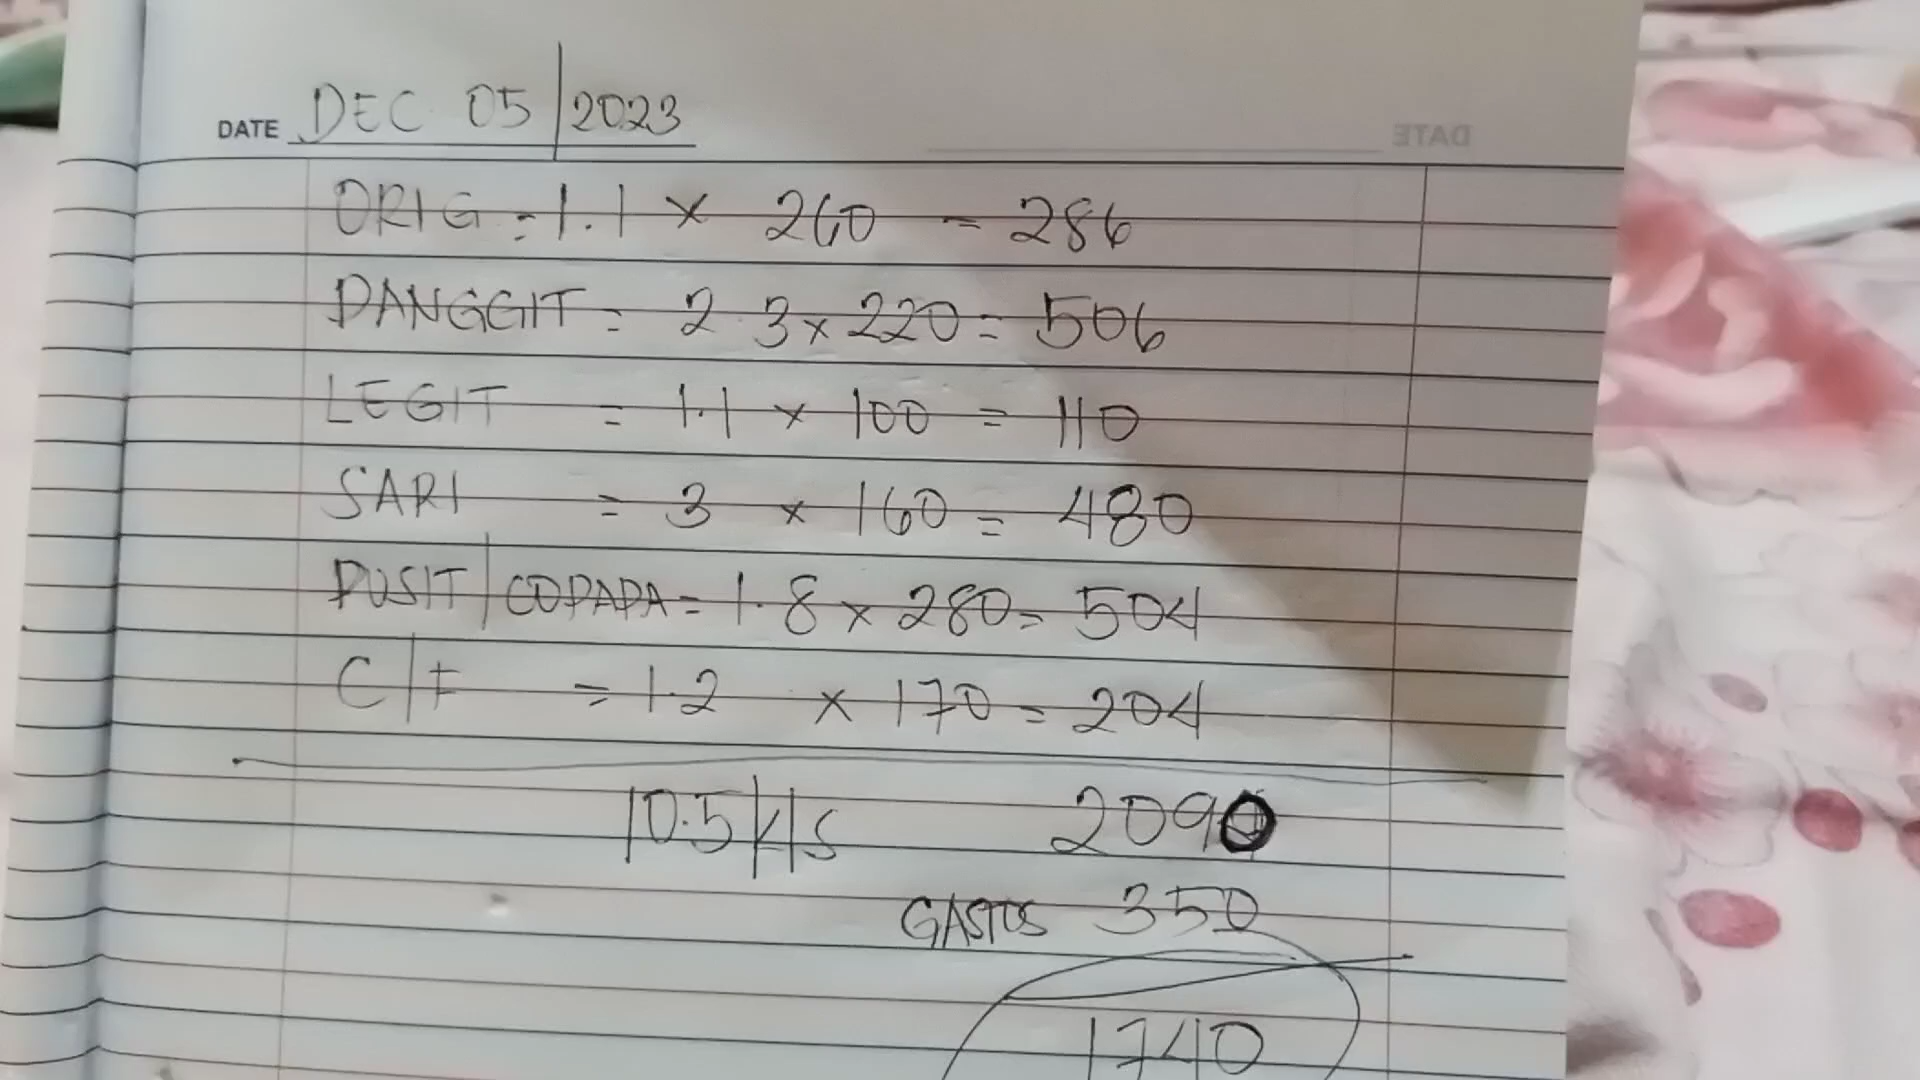 DATE DEC 05/2023
ORIG = 1.1 × 260 = 286
DANGGIT = 2.3 × 220 = 506
LEGIT = 1.1 × 100 = 110
SARI = 3 × 160 = 480
PUSIT/COPAPA = 1.8 × 280 = 504
C/F = 1.2 × 170 = 204
10.5 kls 2090
GASTOS 350
1740